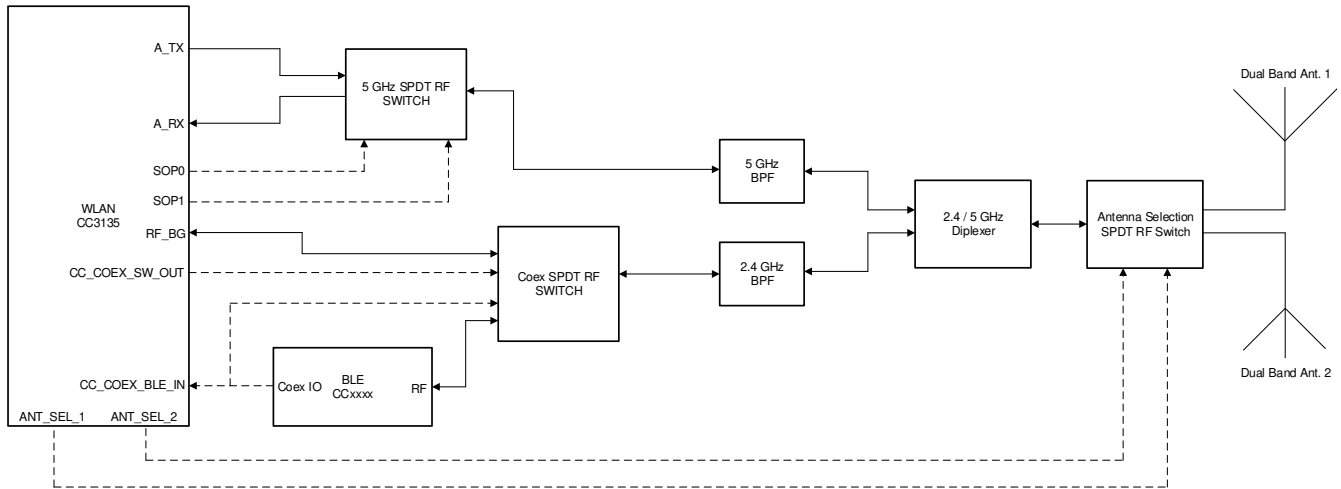 A_TX
A_RX
SOP0
SOP1
WLAN
CC3135
RF_BG
CC_COEX_SW_OUT
CC_COEX_BLE_IN
ANT_SEL_1
ANT_SEL_2
5 GHz SPDT RF
SWITCH
Coex SPDT RF
SWITCH
Coex IO
BLE
CCxxxx
RF
5 GHz
BPF
2.4 GHz
BPF
2.4 / 5 GHz
Diplexer
Antenna Selection
SPDT RF Switch
Dual Band Ant. 1
Dual Band Ant. 2